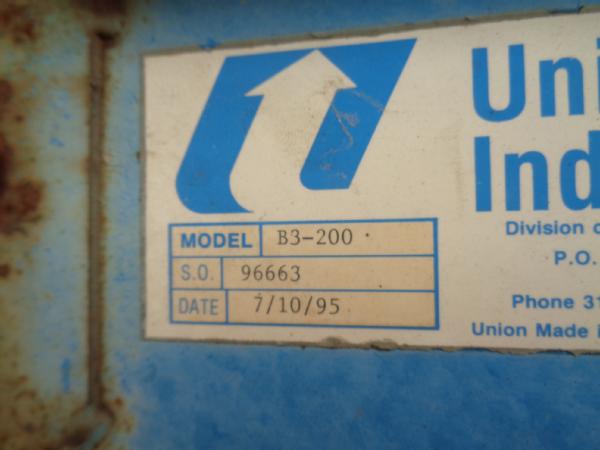 Uni
Ind
Division o
P.O.
Phone 31
Union Made i
MODEL B3-200
S.O. 96663
DATE 7/10/95